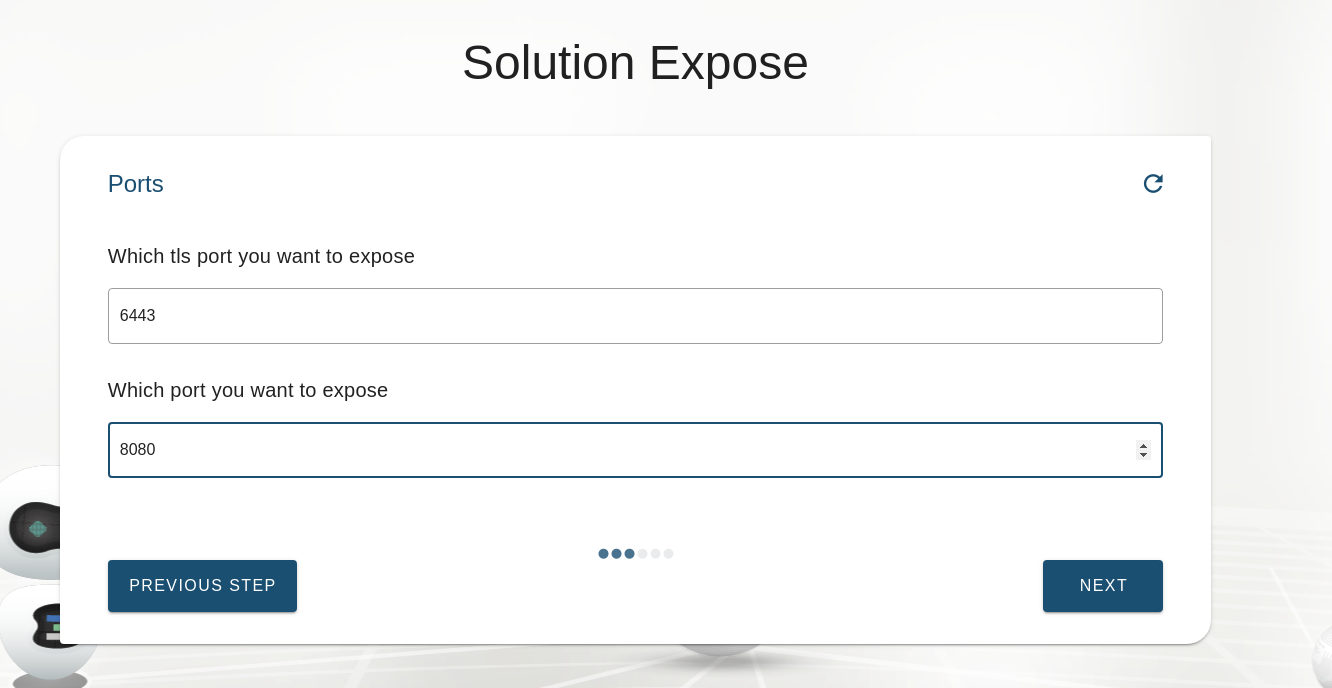 Solution Expose
Ports
Which tls port you want to expose
6443
Which port you want to expose
8080
PREVIOUS STEP
NEXT